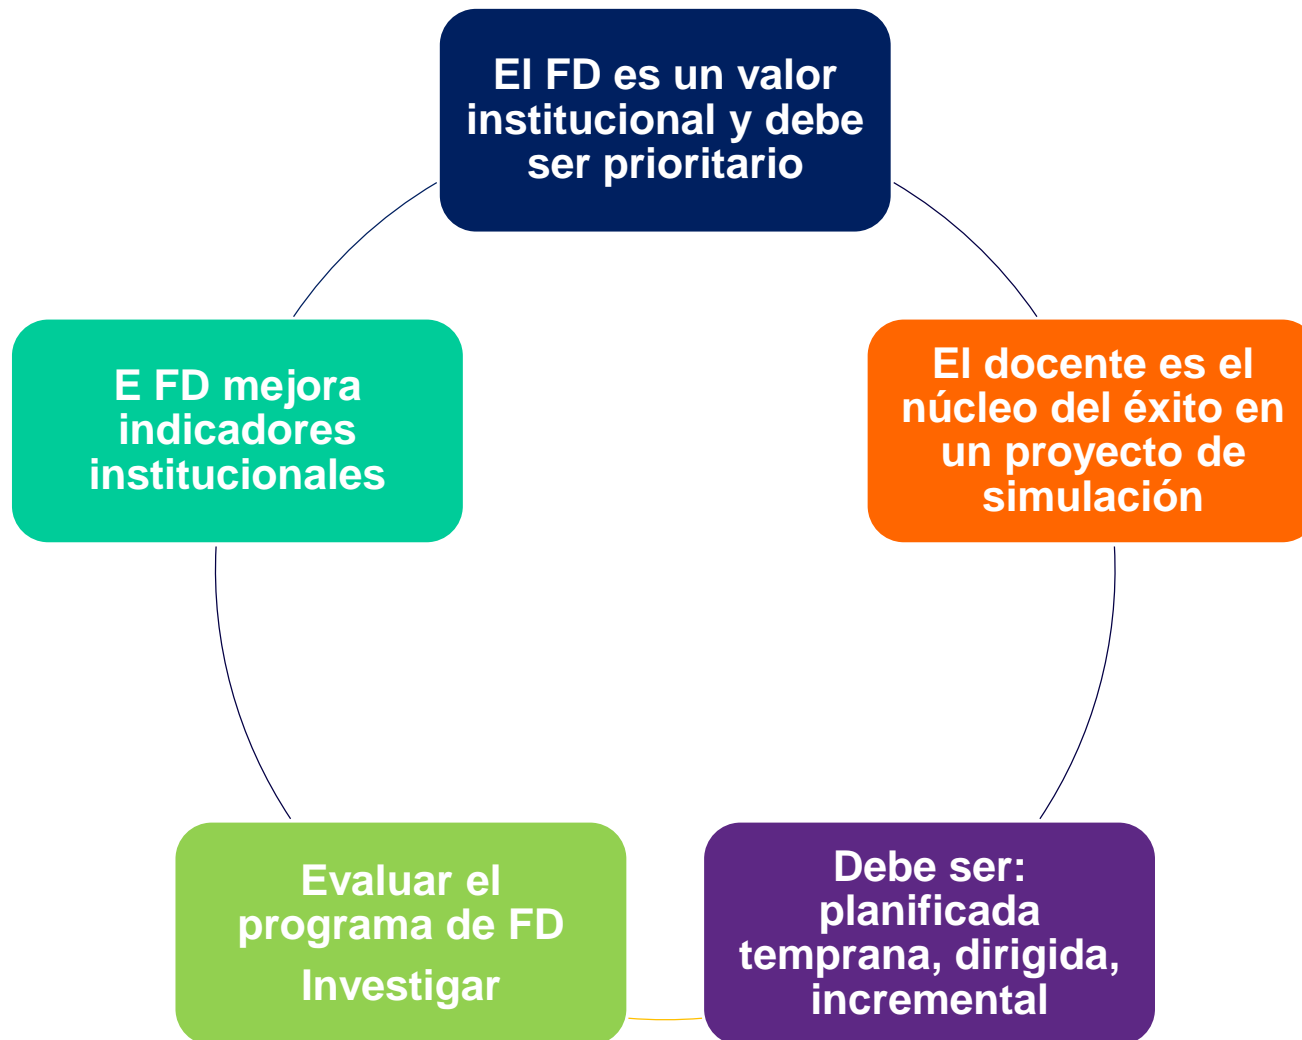 El FD es un valor
institucional y debe
ser prioritario
El docente es el
núcleo del éxito en
un proyecto de
simulación
Debe ser:
planificada
temprana, dirigida,
incremental
Evaluar el
programa de FD
Investigar
E FD mejora
indicadores
institucionales